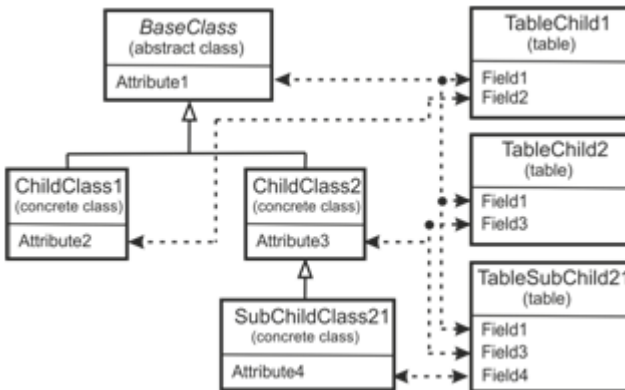 BaseClass
(abstract class)
Attribute1
ChildClass1
(concrete class)
Attribute2
ChildClass2
(concrete class)
Attribute3
SubChildClass21
(concrete class)
Attribute4
TableChild1
(table)
Field1
Field2
TableChild2
(table)
Field1
Field3
TableSubChild21
(table)
Field1
Field3
Field4